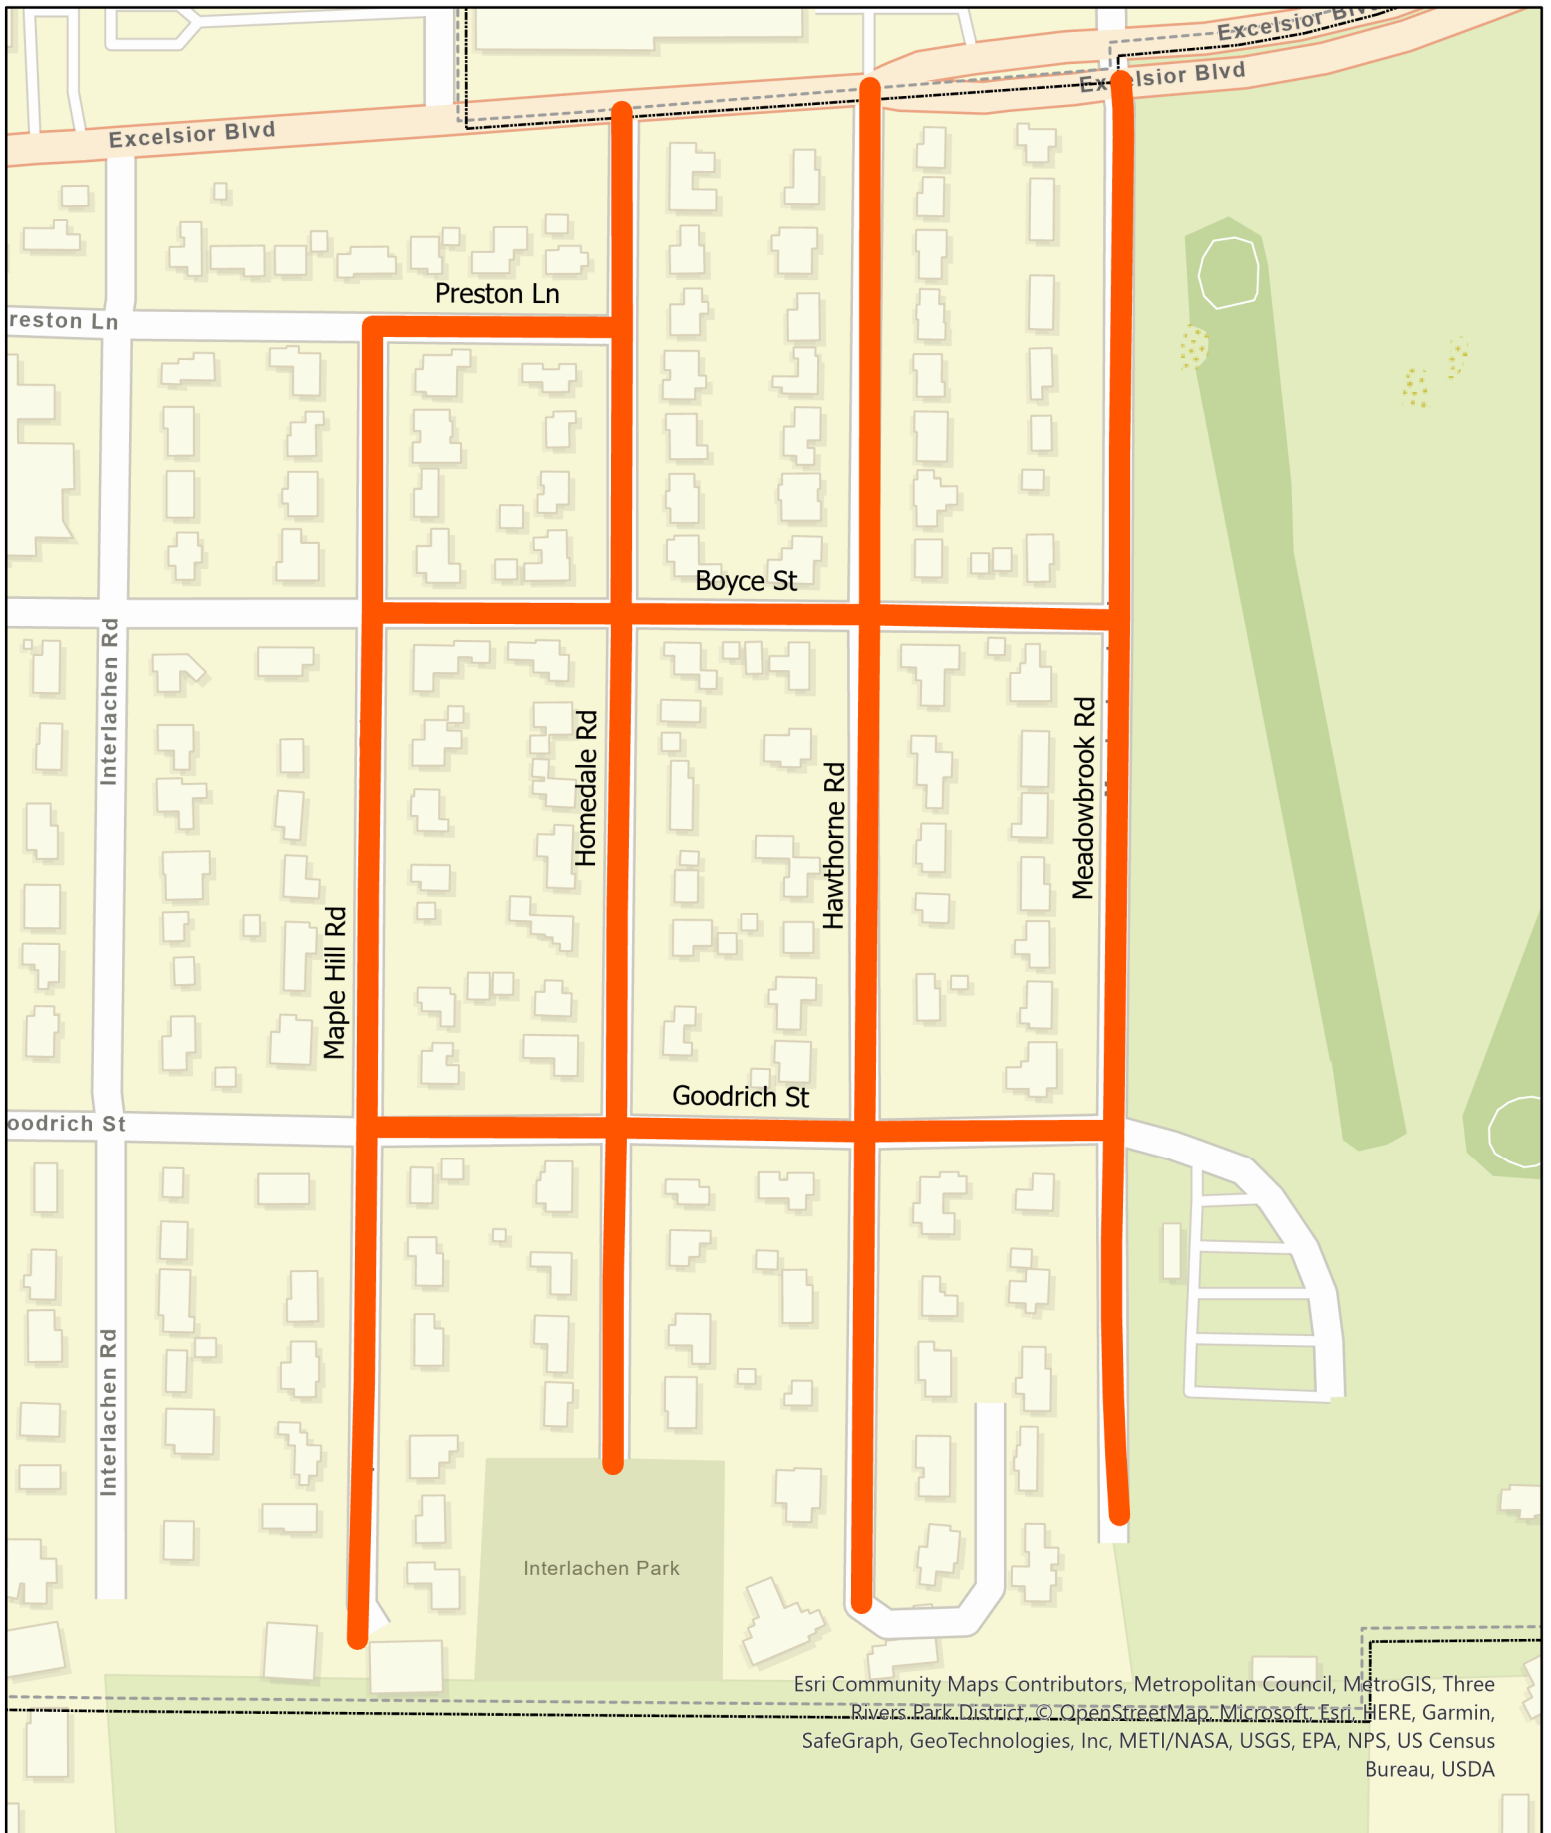 Excelsior Blvd
Excelsior Blvd
Excelsior Blvd
Preston Ln
reston Ln
Boyce St
Interlachen Rd
Homedale Rd
Meadowbrook Rd
Hawthorne Rd
Maple Hill Rd
Goodrich St
oodrich St
Interlachen Rd
Interlachen Park
Esri Community Maps Contributors, Metropolitan Council, MetroGIS, Three
Rivers Park District, © OpenStreetMap, Microsoft, Esri, HERE, Garmin,
SafeGraph, GeoTechnologies, Inc, METI/NASA, USGS, EPA, NPS, US Census
Bureau, USDA